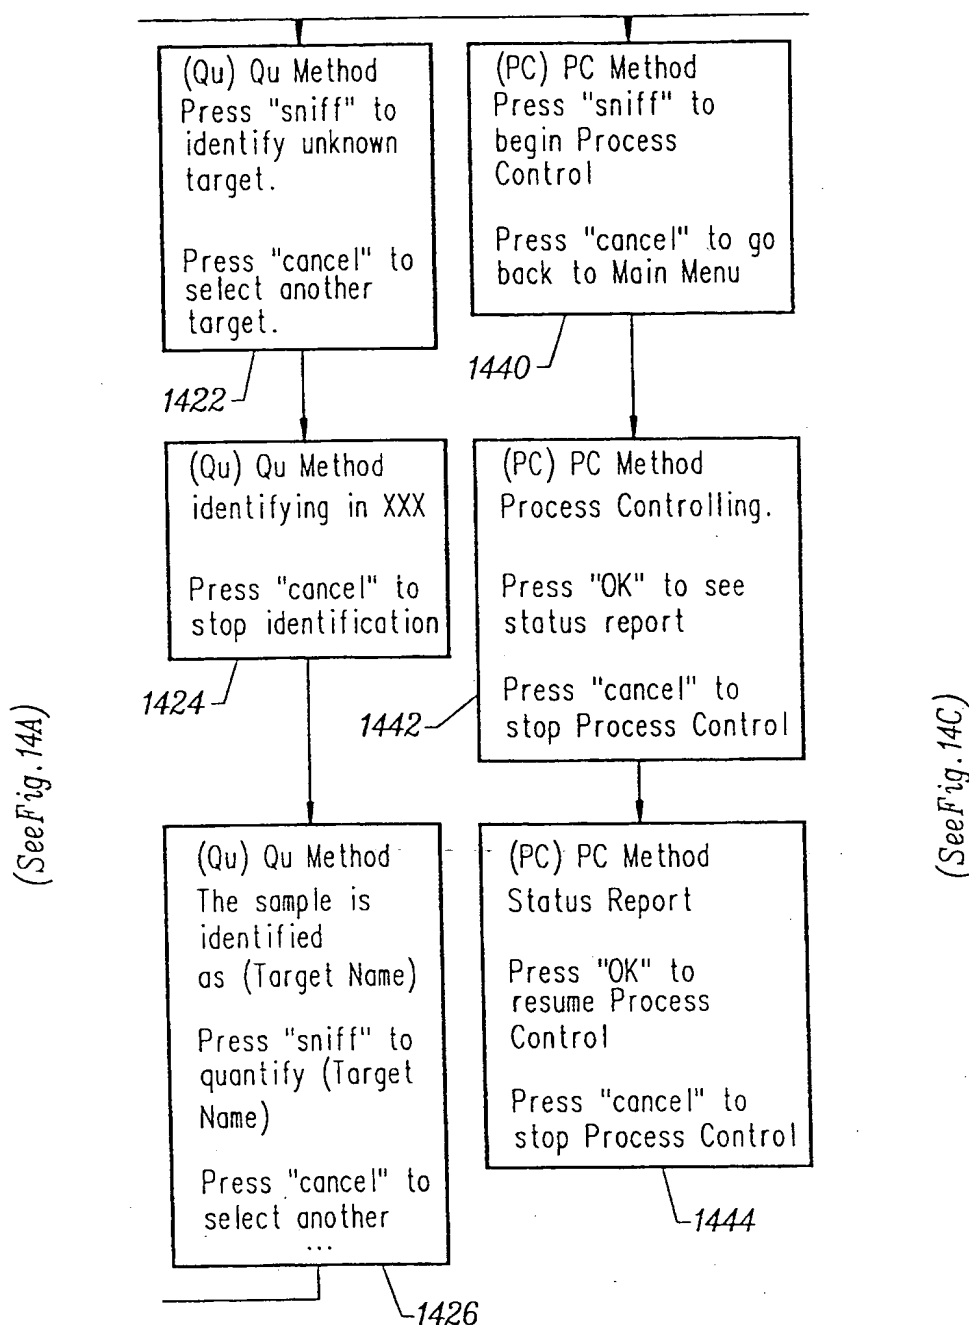 (Qu) Qu Method
Press "sniff" to
identify unknown
target.
Press "cancel" to
select another
target.
1422
(PC) PC Method
Press "sniff" to
begin Process
Control
Press "cancel" to go
back to Main Menu
1440
(Qu) Qu Method
identifying in XXX
Press "cancel" to
stop identification
1424
(PC) PC Method
Process Controlling.
Press "OK" to see
status report
Press "cancel" to
stop Process Control
1442
(Qu) Qu Method
The sample is
identified
as (Target Name)
Press "sniff" to
quantify (Target
Name)
Press "cancel" to
select another
...
1426
(PC) PC Method
Status Report
Press "OK" to
resume Process
Control
Press "cancel" to
stop Process Control
1444
(SeeFig.14A)
(SeeFig.14C)